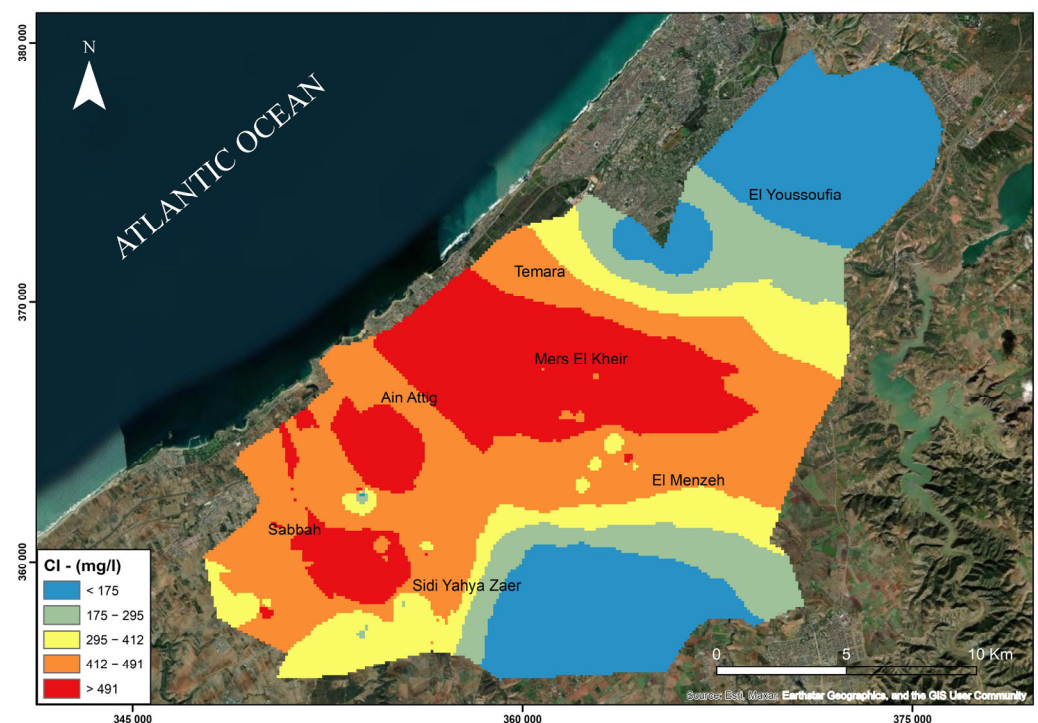 380 000
N
ATLANTIC OCEAN
El Youssoufia
Temara
370 000
Mers El Kheir
Ain Attig
El Menzeh
Sabbah
360 000
Sidi Yahya Zaer
Cl - (mg/l)
< 175
175 – 295
295 – 412
412 – 491
> 491
0 5 10 Km
Source: Esri, Maxar, Earthstar Geographics, and the GIS User Community
345 000 360 000 375 000